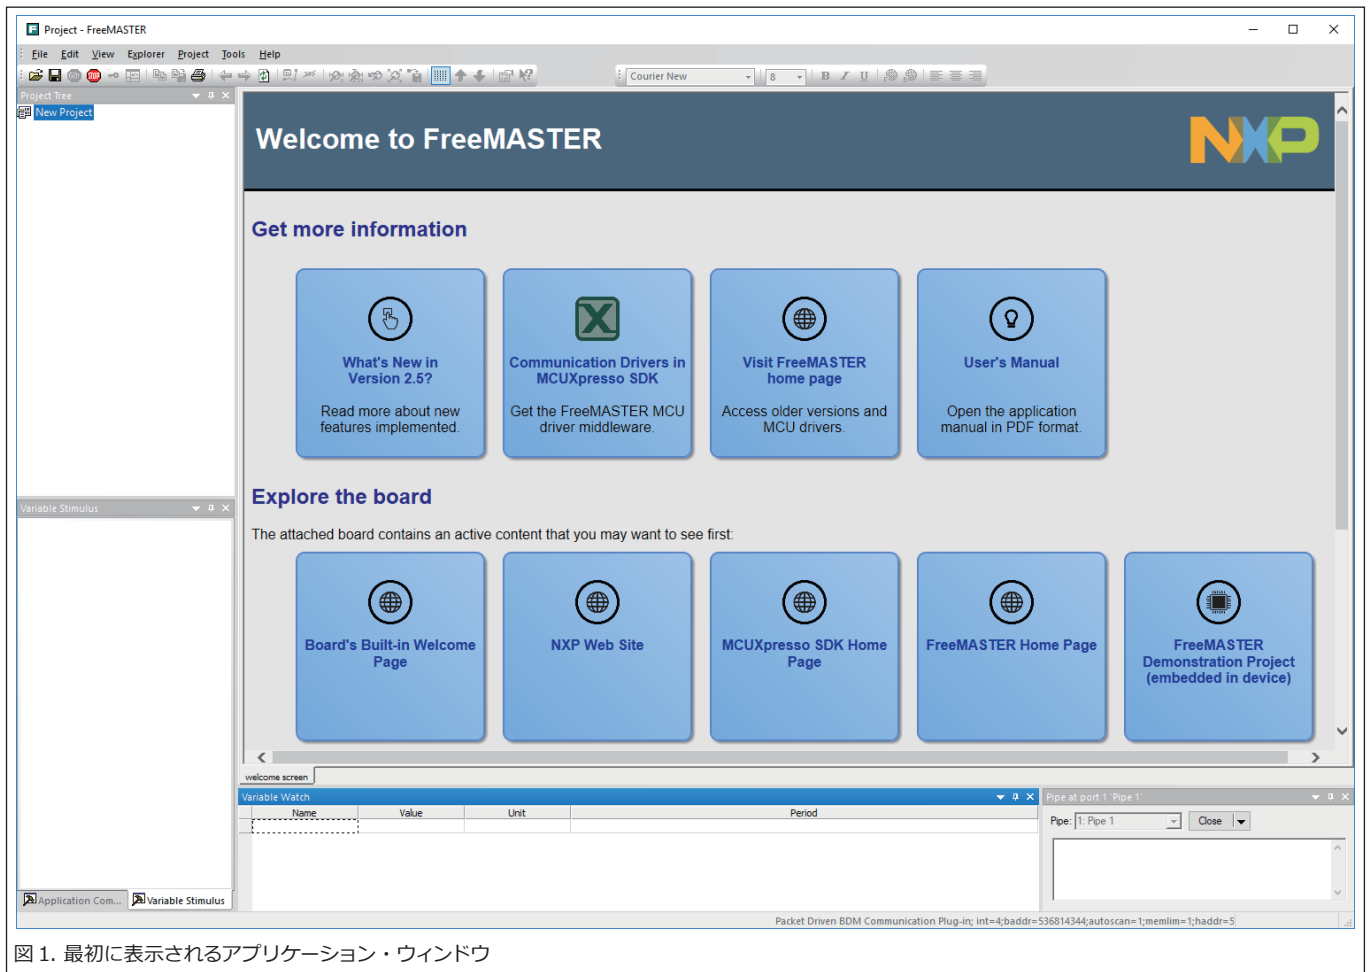 Project - FreeMASTER
File Edit View Explorer Project Tools Help
Courier New 8 B I U
Project Tree
New Project
Welcome to FreeMASTER
NXP
Get more information
What's New in
Version 2.5?
Read more about new
features implemented.
Communication Drivers in
MCUXpresso SDK
Get the FreeMASTER MCU
driver middleware.
Visit FreeMASTER
home page
Access older versions and
MCU drivers.
User's Manual
Open the application
manual in PDF format.
Explore the board
The attached board contains an active content that you may want to see first:
Board's Built-in Welcome
Page
NXP Web Site
MCUXpresso SDK Home
Page
FreeMASTER Home Page
FreeMASTER
Demonstration Project
(embedded in device)
Variable Stimulus
welcome screen
Variable Watch
Name Value Unit Period
Pipe at port 1 'Pipe 1'
Pipe: 1: Pipe 1 Close
Application Com... Variable Stimulus
Packet Driven BDM Communication Plug-in; int=4;baddr=536814344;autoscan=1;memlim=1;haddr=5
図 1. 最初に表示されるアプリケーション・ウィンドウ